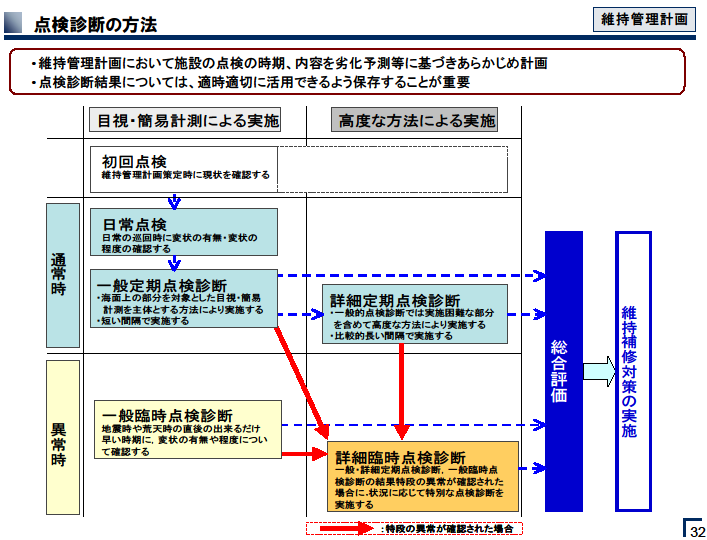 点検診断の方法
維持管理計画
・維持管理計画において施設の点検の時期、内容を劣化予測等に基づきあらかじめ計画
・点検診断結果については、適時適切に活用できるよう保存することが重要
目視・簡易計測による実施
高度な方法による実施
初回点検
維持管理計画策定時に現状を確認する
通常時
日常点検
日常の巡回時に変状の有無・変状の
程度の確認する
一般定期点検診断
・海面上の部分を対象とした目視・簡易
計測を主体とする方法により実施する
・短い間隔で実施する
詳細定期点検診断
・一般的点検診断では実施困難な部分
を含めて高度な方法により実施する
・比較的長い間隔で実施する
異常時
一般臨時点検診断
地震時や荒天時の直後の出来るだけ
早い時期に，変状の有無や程度につい
て確認する
詳細臨時点検診断
一般・詳細定期点検診断，一般臨時点
検診断の結果特段の異常が確認された
場合に，状況に応じて特別な点検診断を
実施する
総合評価
維持補修対策の実施
：特段の異常が確認された場合
32